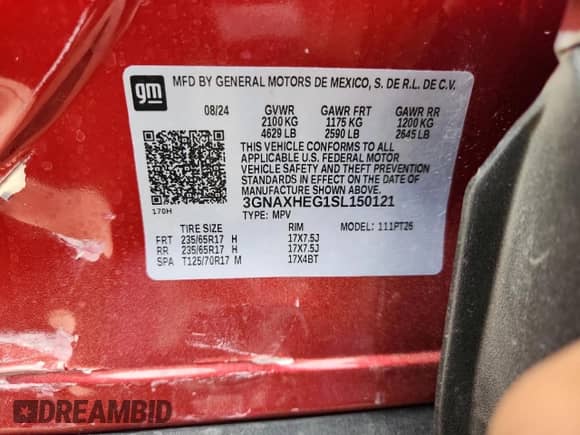 gm
MFD BY GENERAL MOTORS DE MEXICO, S. DE R.L. DE C.V.
08/24 GVWR GAWR FRT GAWR RR
2100 KG 1175 KG 1200 KG
4629 LB 2590 LB 2645 LB
THIS VEHICLE CONFORMS TO ALL
APPLICABLE U.S. FEDERAL MOTOR
VEHICLE SAFETY AND THEFT PREVENTION
STANDARDS IN EFFECT ON THE DATE OF
MANUFACTURE SHOWN ABOVE.
170H
3GNAXHEG1SL150121
TYPE: MPV
TIRE SIZE RIM MODEL: 111PT26
FRT 235/65R17 H 17X7.5J
RR 235/65R17 H 17X7.5J
SPA T125/70R17 M 17X4BT
DREAMBID